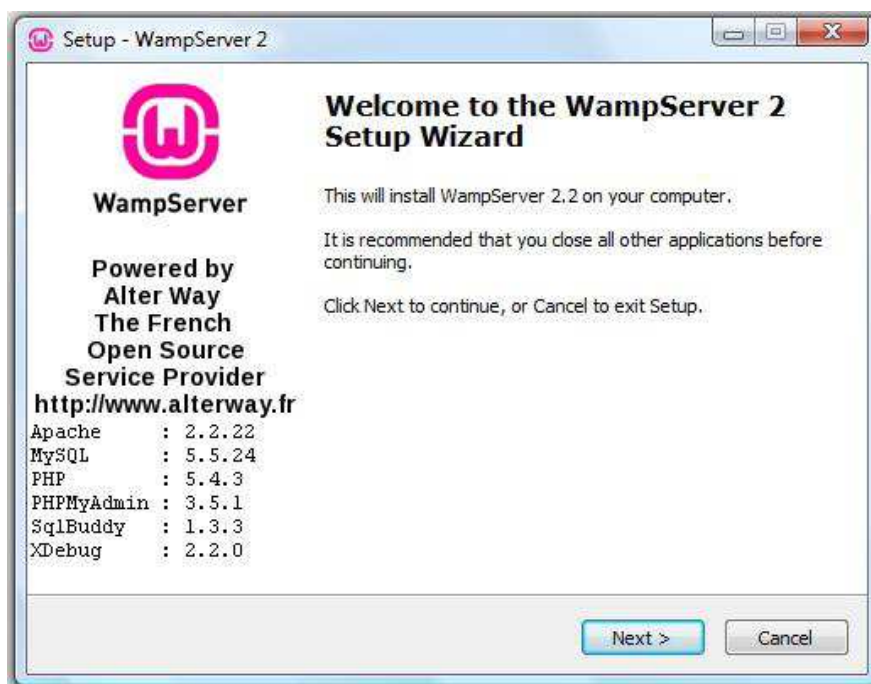 Setup - WampServer 2
WampServer
Powered by
Alter Way
The French
Open Source
Service Provider
http://www.alterway.fr
Apache : 2.2.22
MySQL : 5.5.24
PHP : 5.4.3
PHPMyAdmin : 3.5.1
SqlBuddy : 1.3.3
XDebug : 2.2.0
Welcome to the WampServer 2
Setup Wizard
This will install WampServer 2.2 on your computer.
It is recommended that you close all other applications before
continuing.
Click Next to continue, or Cancel to exit Setup.
Next >
Cancel